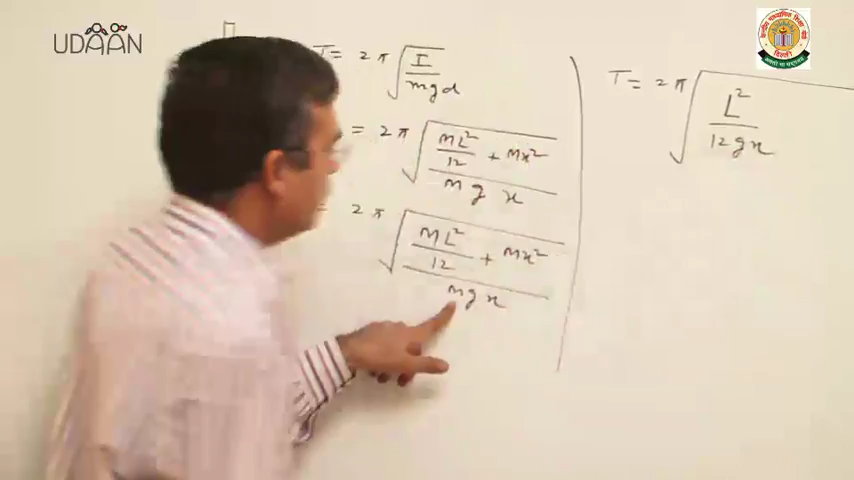 UDAAN
T = 2π √(I / mgd)
= 2π √((ML²/12 + Mx²) / mgx)
= 2π √((ML²/12 + Mx²) / mgx)
T = 2π √(L² / 12gx)